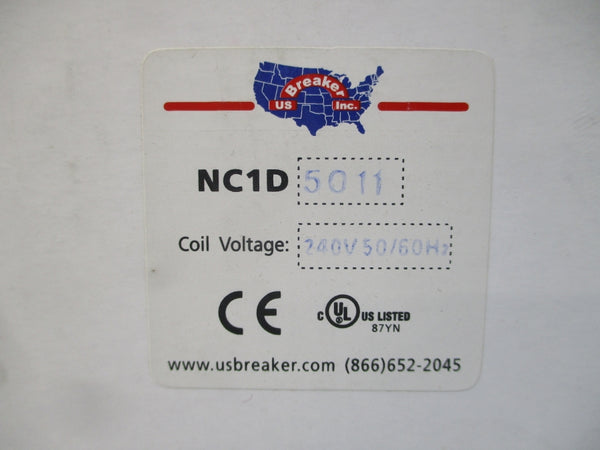 Breaker
US Inc.
NC1D 5011
Coil Voltage: 240V 50/60Hz
CE C UL US LISTED
87YN
www.usbreaker.com (866)652-2045